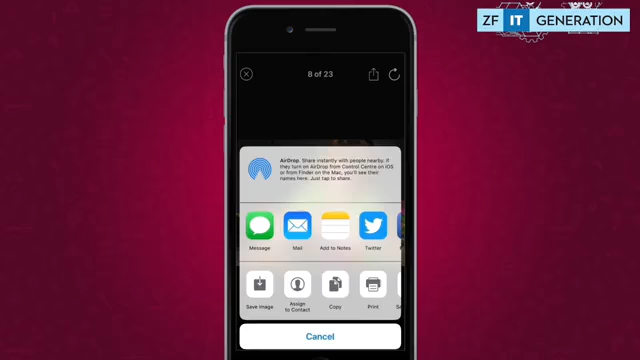 ZF IT GENERATION
8 of 23
AirDrop. Share instantly with people nearby. If
they turn on AirDrop from Control Centre on iOS
or from Finder on the Mac, you'll see their
names here. Just tap to share.
Message Mail Add to Notes Twitter
Save Image Assign to Contact Copy Print
Cancel